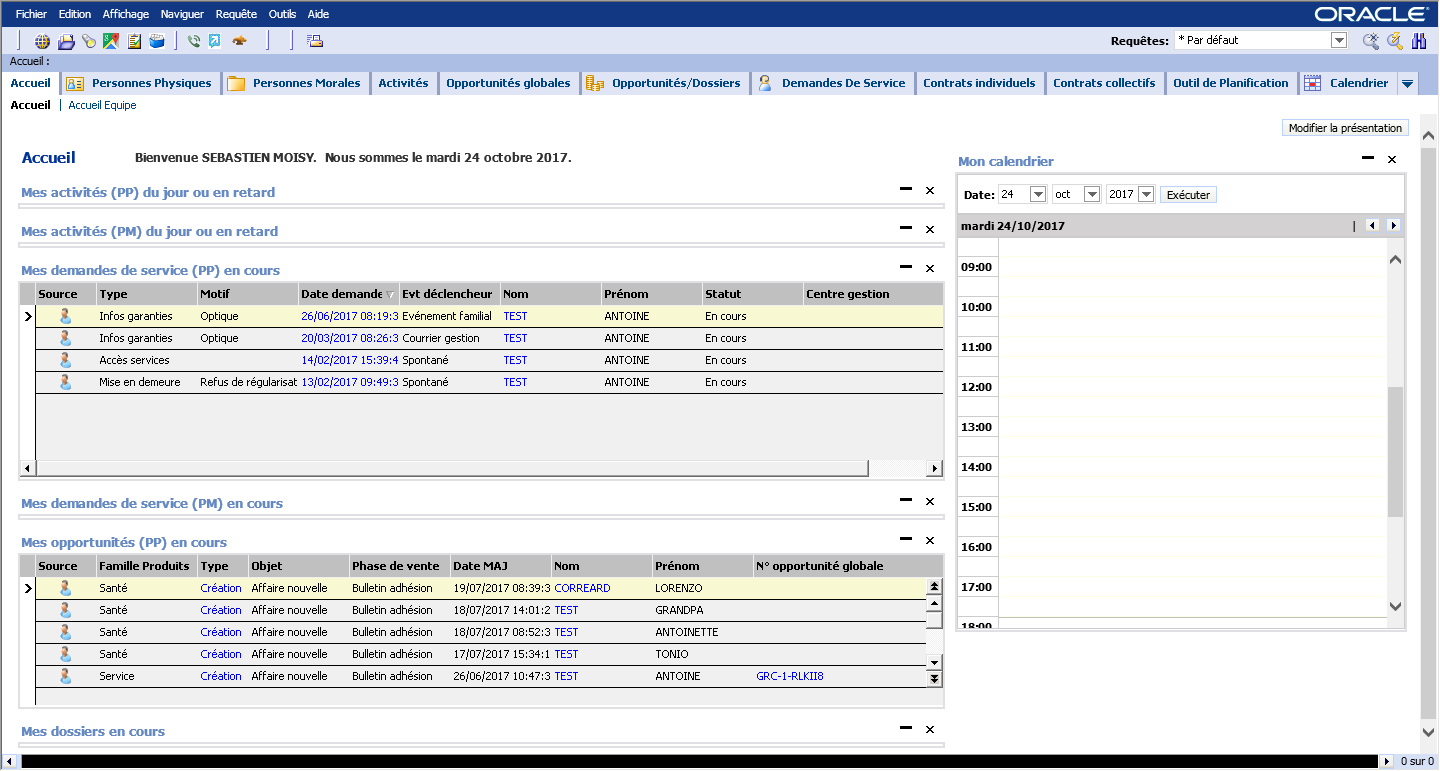 Fichier Edition Affichage Naviguer Requête Outils Aide ORACLE
Requêtes: * Par défaut
Accueil :
Accueil Personnes Physiques Personnes Morales Activités Opportunités globales Opportunités/Dossiers Demandes De Service Contrats individuels Contrats collectifs Outil de Planification Calendrier
Accueil | Accueil Equipe
Modifier la présentation
Accueil Bienvenue SEBASTIEN MOISY. Nous sommes le mardi 24 octobre 2017.
Mes activités (PP) du jour ou en retard
Mes activités (PM) du jour ou en retard
Mes demandes de service (PP) en cours
Source Type Motif Date demande Evt déclencheur Nom Prénom Statut Centre gestion
Infos garanties Optique 26/06/2017 08:19:3 Evénement familial TEST ANTOINE En cours
Infos garanties Optique 20/03/2017 08:26:3 Courrier gestion TEST ANTOINE En cours
Accès services 14/02/2017 15:39:4 Spontané TEST ANTOINE En cours
Mise en demeure Refus de régularisat 13/02/2017 09:49:3 Spontané TEST ANTOINE En cours
Mes demandes de service (PM) en cours
Mes opportunités (PP) en cours
Source Famille Produits Type Objet Phase de vente Date MAJ Nom Prénom N° opportunité globale
Santé Création Affaire nouvelle Bulletin adhésion 19/07/2017 08:39:3 CORREARD LORENZO
Santé Création Affaire nouvelle Bulletin adhésion 18/07/2017 14:01:2 TEST GRANDPA
Santé Création Affaire nouvelle Bulletin adhésion 18/07/2017 08:52:3 TEST ANTOINETTE
Santé Création Affaire nouvelle Bulletin adhésion 17/07/2017 15:34:1 TEST TONIO
Service Création Affaire nouvelle Bulletin adhésion 26/06/2017 10:47:3 TEST ANTOINE GRC-1-RLKII8
Mes dossiers en cours
Mon calendrier
Date: 24 oct 2017 Exécuter
mardi 24/10/2017 |
09:00
10:00
11:00
12:00
13:00
14:00
15:00
16:00
17:00
18:00
0 sur 0